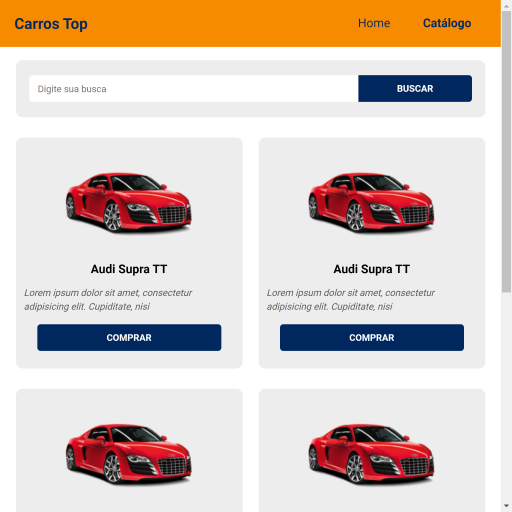 Carros Top
Home
Catálogo
Digite sua busca
BUSCAR
Audi Supra TT
Lorem ipsum dolor sit amet, consectetur
adipisicing elit. Cupiditate, nisi
COMPRAR
Audi Supra TT
Lorem ipsum dolor sit amet, consectetur
adipisicing elit. Cupiditate, nisi
COMPRAR